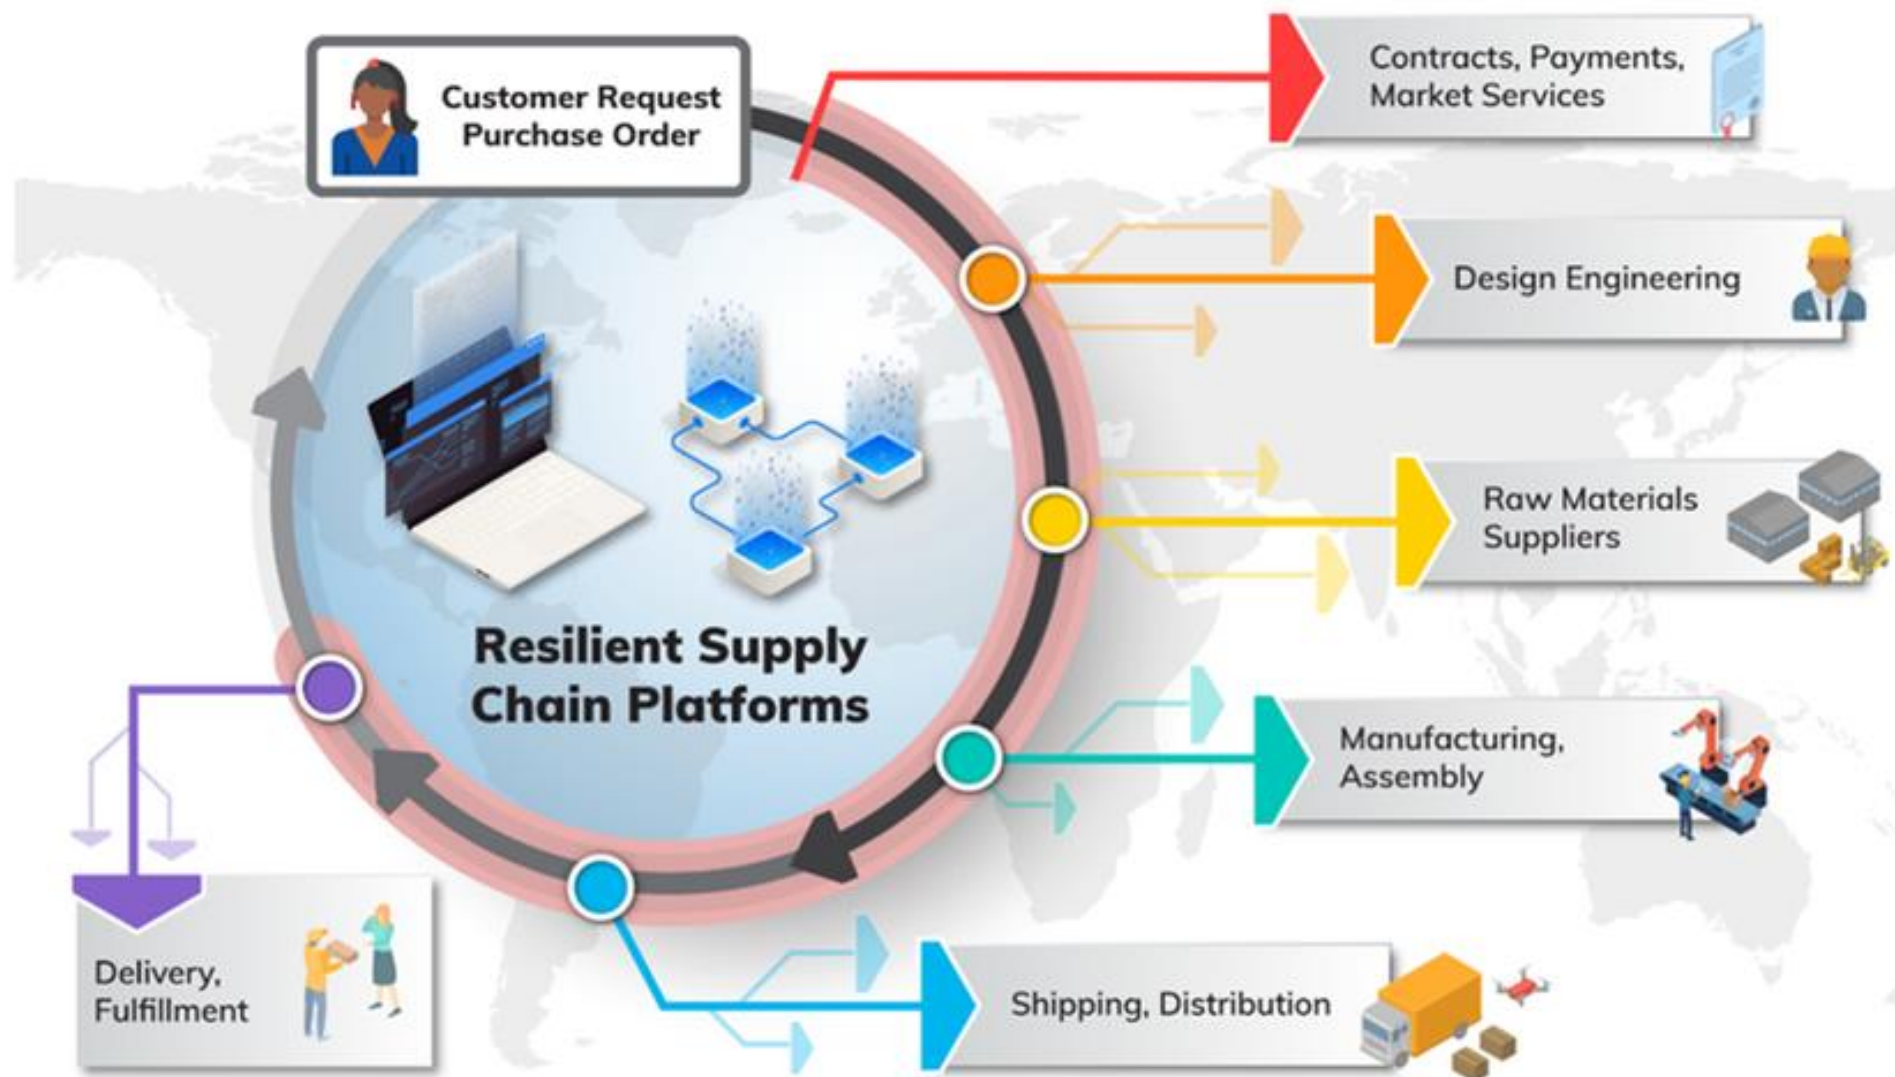 Customer Request
Purchase Order
Contracts, Payments,
Market Services
Design Engineering
Raw Materials
Suppliers
Resilient Supply
Chain Platforms
Manufacturing,
Assembly
Delivery,
Fulfillment
Shipping, Distribution